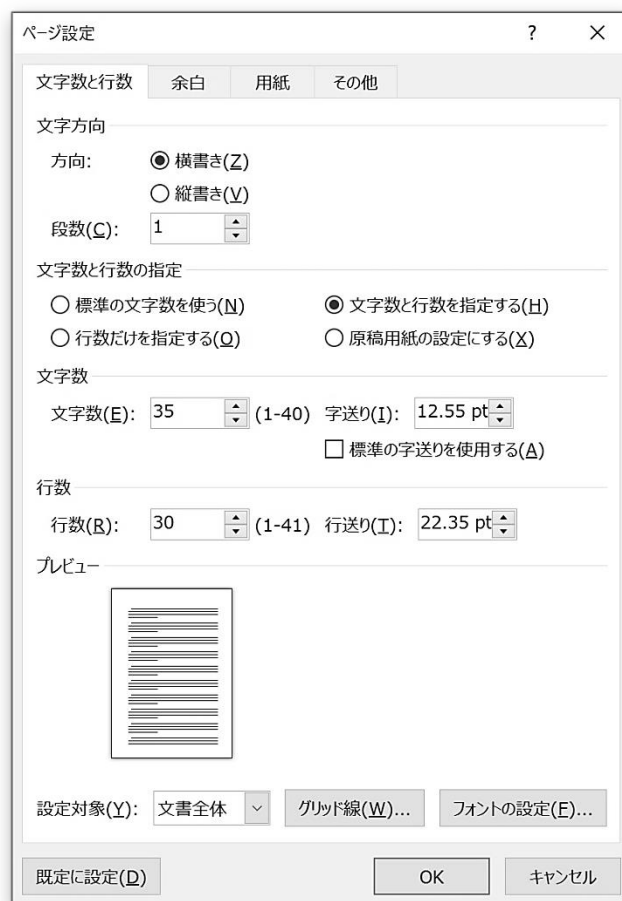 ページ設定 ?
文字数と行数 余白 用紙 その他
文字方向
方向: 横書き(Z)
縦書き(V)
段数(C): 1
文字数と行数の指定
標準の文字数を使う(N) 文字数と行数を指定する(H)
行数だけを指定する(O) 原稿用紙の設定にする(X)
文字数
文字数(E): 35 (1-40) 字送り(I): 12.55 pt
標準の字送りを使用する(A)
行数
行数(R): 30 (1-41) 行送り(T): 22.35 pt
プレビュー
設定対象(Y): 文書全体 グリッド線(W)... フォントの設定(F)...
既定に設定(D) OK キャンセル